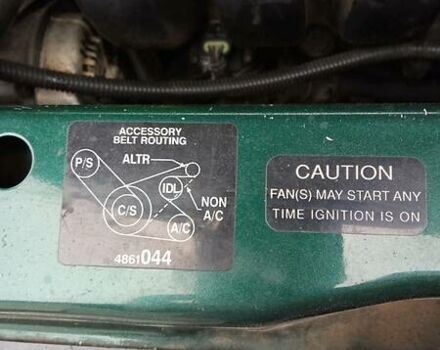 ACCESSORY
BELT ROUTING
ALTR
P/S
IDL
C/S
NON
A/C
A/C
4861044
CAUTION
FAN(S) MAY START ANY
TIME IGNITION IS ON